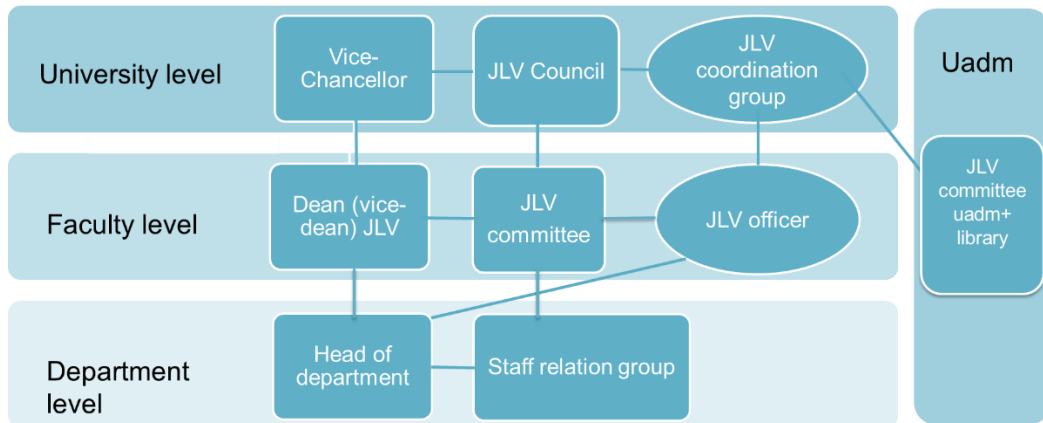 University level
Vice-
Chancellor
JLV Council
JLV
coordination
group
Uadm
JLV
committee
uadm+
library
Faculty level
Dean (vice-
dean) JLV
JLV
committee
JLV officer
Department
level
Head of
department
Staff relation group